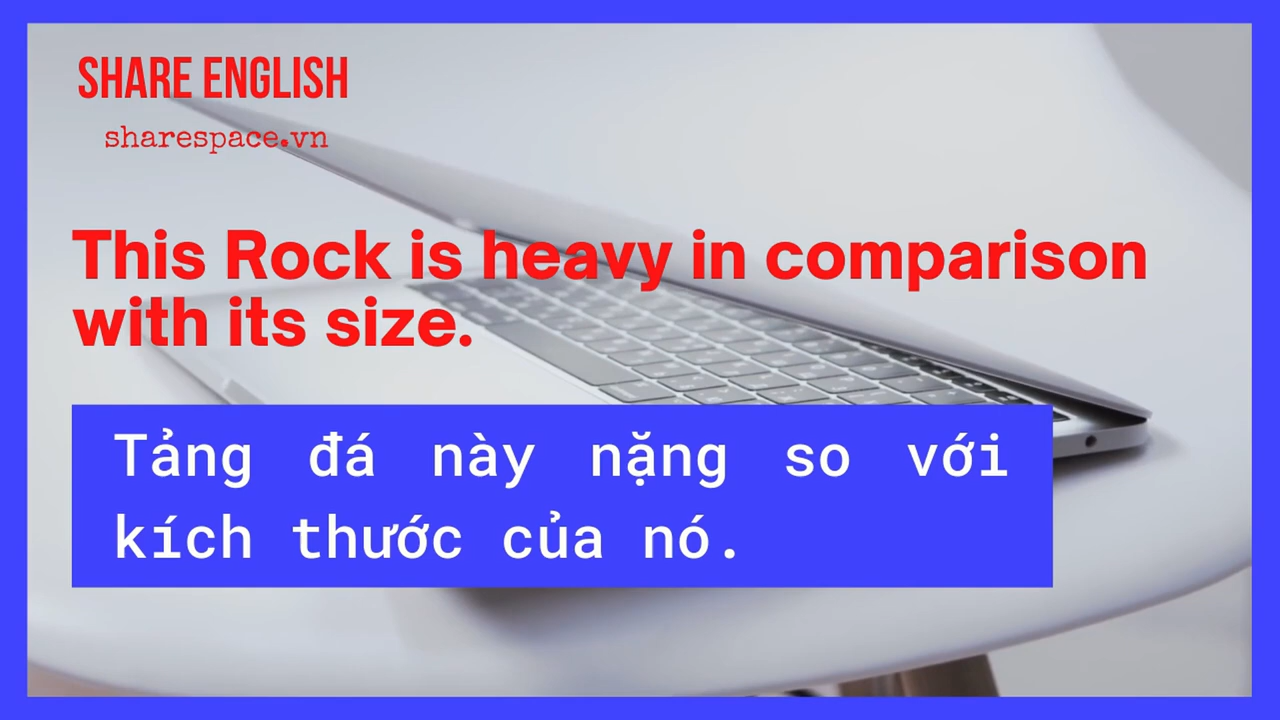 SHARE ENGLISH
sharespace.vn
This Rock is heavy in comparison
with its size.
Tảng đá này nặng so với
kích thước của nó.